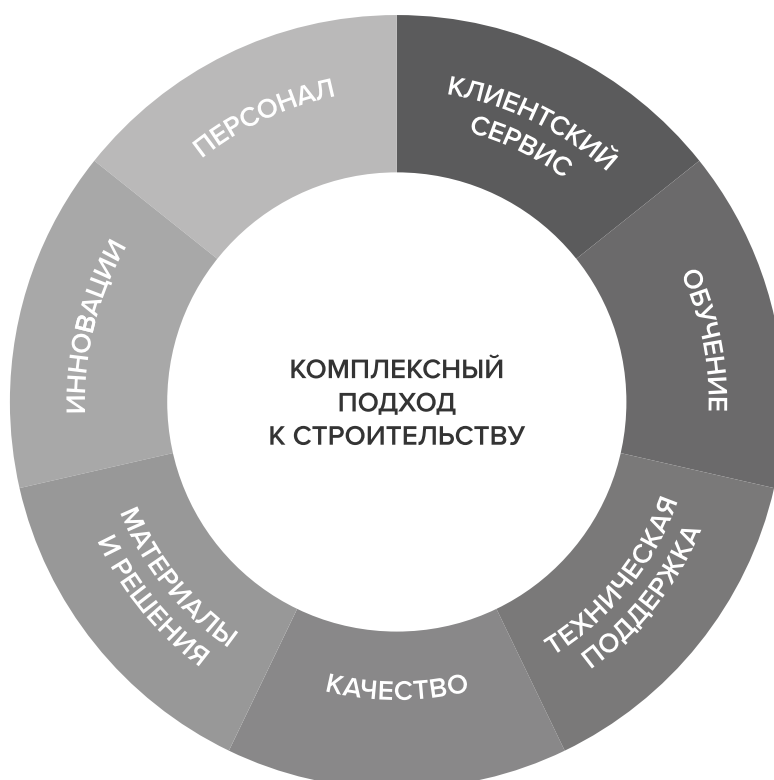 КЛИЕНТСКИЙ
СЕРВИС
ОБУЧЕНИЕ
ТЕХНИЧЕСКАЯ
ПОДДЕРЖКА
КАЧЕСТВО
МАТЕРИАЛЫ
И РЕШЕНИЯ
ИННОВАЦИИ
ПЕРСОНАЛ
КОМПЛЕКСНЫЙ
ПОДХОД
К СТРОИТЕЛЬСТВУ